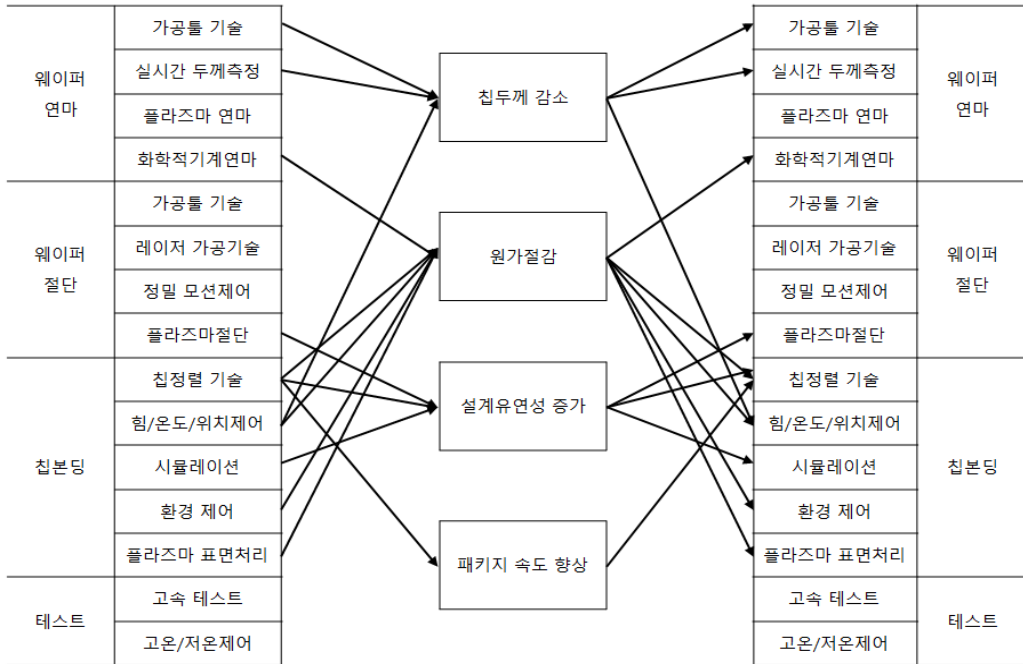 웨이퍼
연마
가공툴 기술
실시간 두께측정
플라즈마 연마
화학적기계연마
웨이퍼
절단
가공툴 기술
레이저 가공기술
정밀 모션제어
플라즈마절단
칩본딩
칩정렬 기술
힘/온도/위치제어
시뮬레이션
환경 제어
플라즈마 표면처리
테스트
고속 테스트
고온/저온제어
칩두께 감소
원가절감
설계유연성 증가
패키지 속도 향상
가공툴 기술
실시간 두께측정
플라즈마 연마
화학적기계연마
웨이퍼
연마
가공툴 기술
레이저 가공기술
정밀 모션제어
플라즈마절단
웨이퍼
절단
칩정렬 기술
힘/온도/위치제어
시뮬레이션
환경 제어
플라즈마 표면처리
칩본딩
고속 테스트
고온/저온제어
테스트